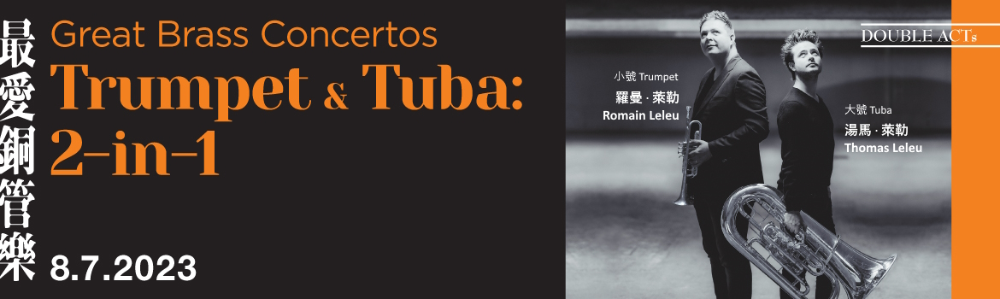 最愛銅管樂
Great Brass Concertos
Trumpet & Tuba:
2–in–1
8.7.2023
DOUBLE ACTs
小號 Trumpet
羅曼 · 萊勒
Romain Leleu
大號 Tuba
湯馬 · 萊勒
Thomas Leleu